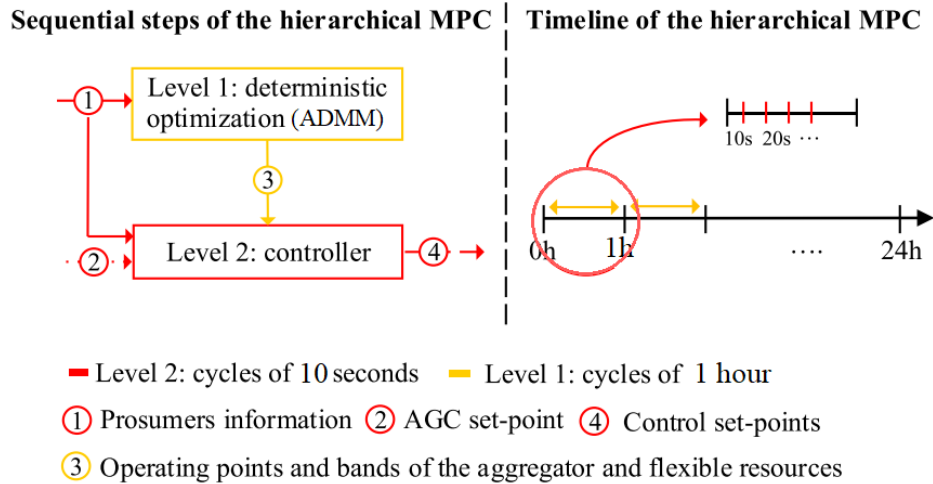 Sequential steps of the hierarchical MPC
Timeline of the hierarchical MPC
1
Level 1: deterministic
optimization (ADMM)
3
2
Level 2: controller
4
10s 20s ...
0h
1h
....
24h
Level 2: cycles of 10 seconds
Level 1: cycles of 1 hour
1 Prosumers information 2 AGC set-point 4 Control set-points
3 Operating points and bands of the aggregator and flexible resources